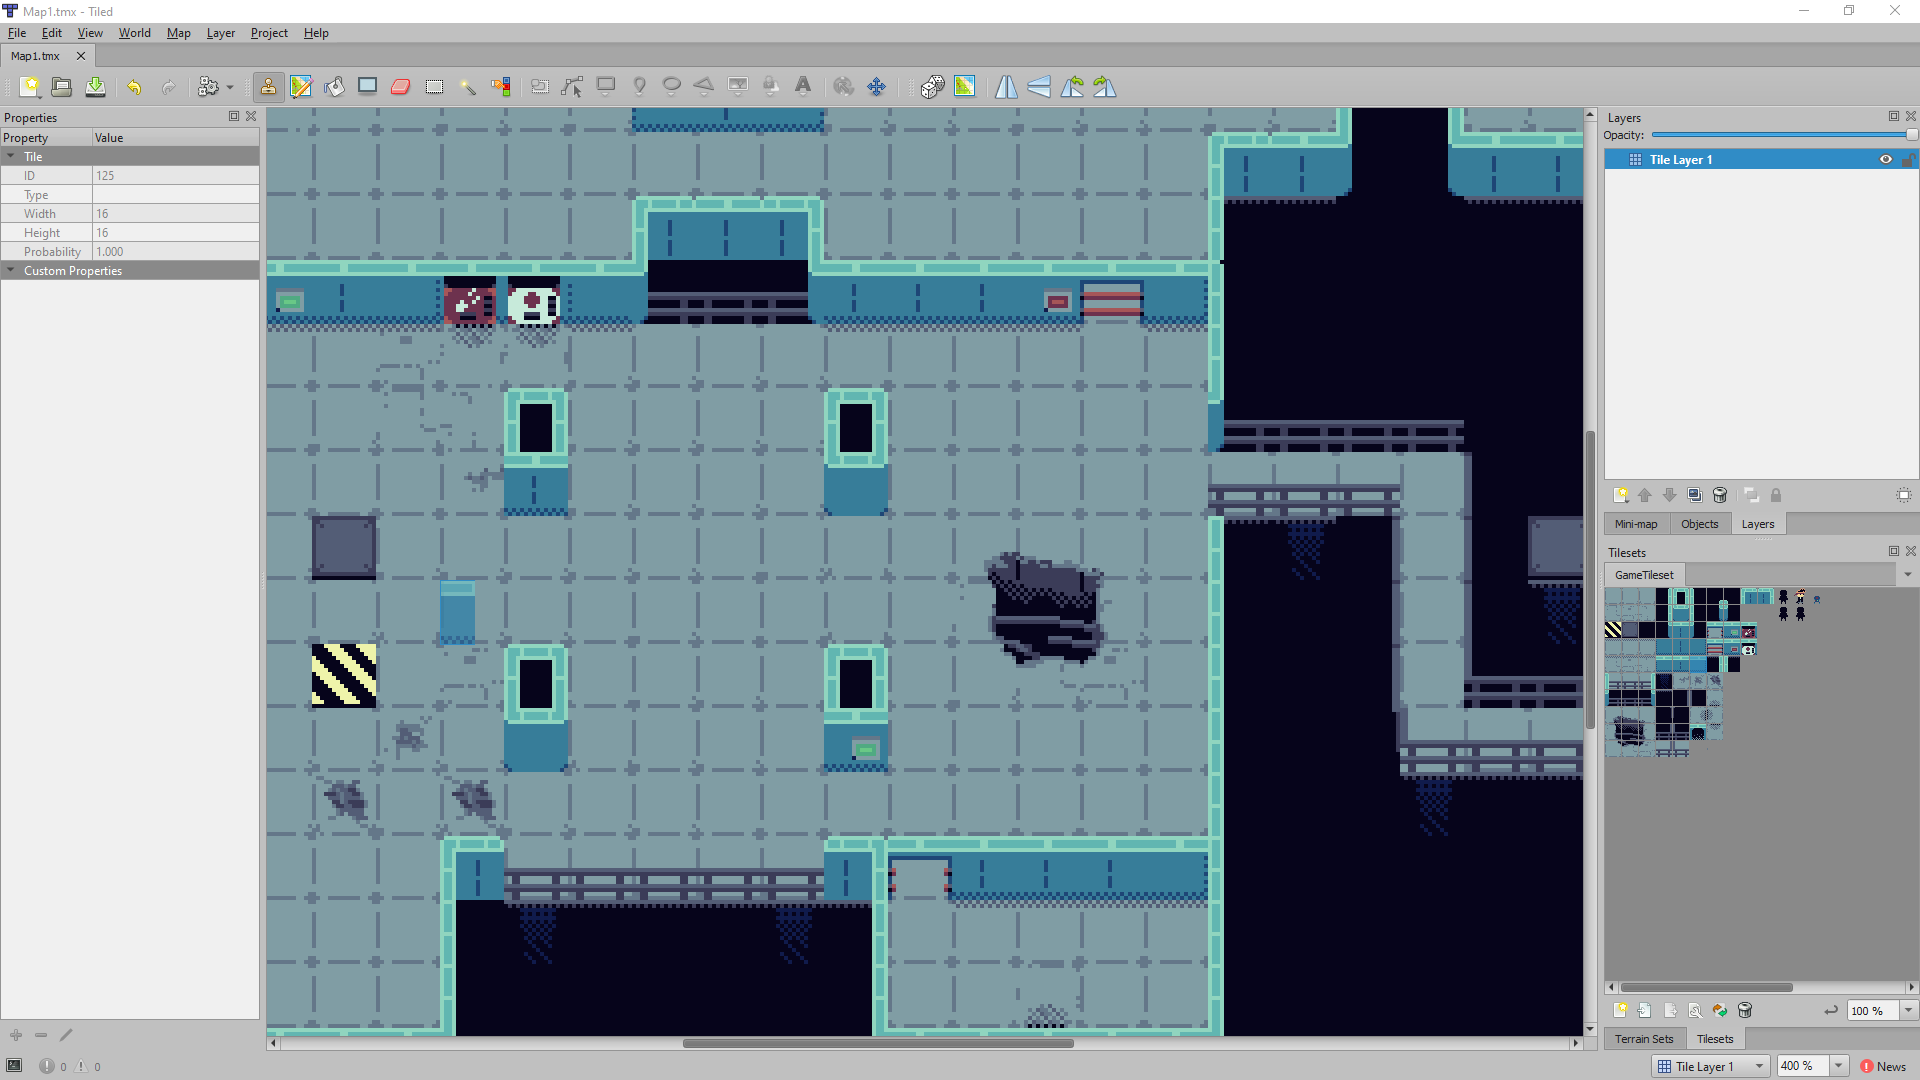 Map1.tmx - Tiled
File Edit View World Map Layer Project Help
Map1.tmx
Properties
Property Value
Tile
ID 125
Type
Width 16
Height 16
Probability 1.000
Custom Properties
0 0
Layers
Opacity:
Tile Layer 1
Mini-map Objects Layers
Tilesets
GameTileset
100 %
Terrain Sets Tilesets
Tile Layer 1 400 % News